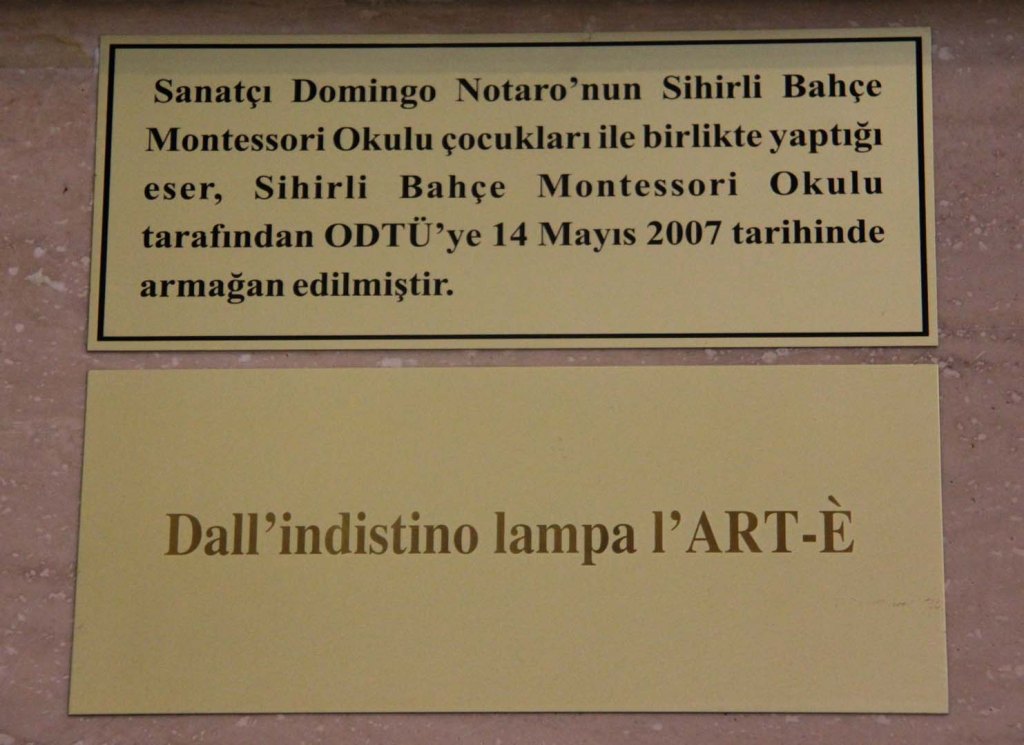 Sanatçı Domingo Notaro’nun Sihirli Bahçe
Montessori Okulu çocukları ile birlikte yaptığı
eser, Sihirli Bahçe Montessori Okulu
tarafından ODTÜ’ye 14 Mayıs 2007 tarihinde
armağan edilmiştir.
Dall’indistino lampa l’ART-È